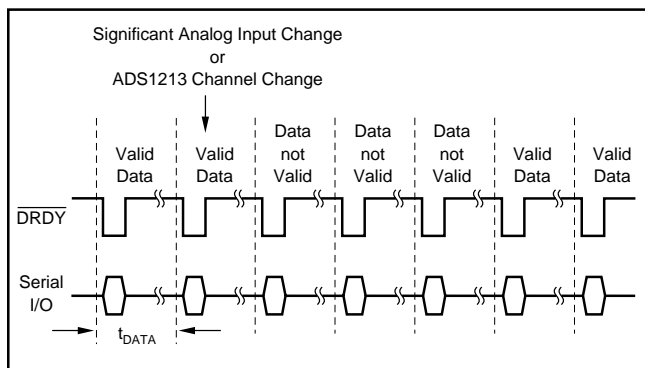 Significant Analog Input Change
or
ADS1213 Channel Change
Valid
Data
Valid
Data
Data
not
Valid
Data
not
Valid
Data
not
Valid
Valid
Data
Valid
Data
DRDY
Serial
I/O
tDATA